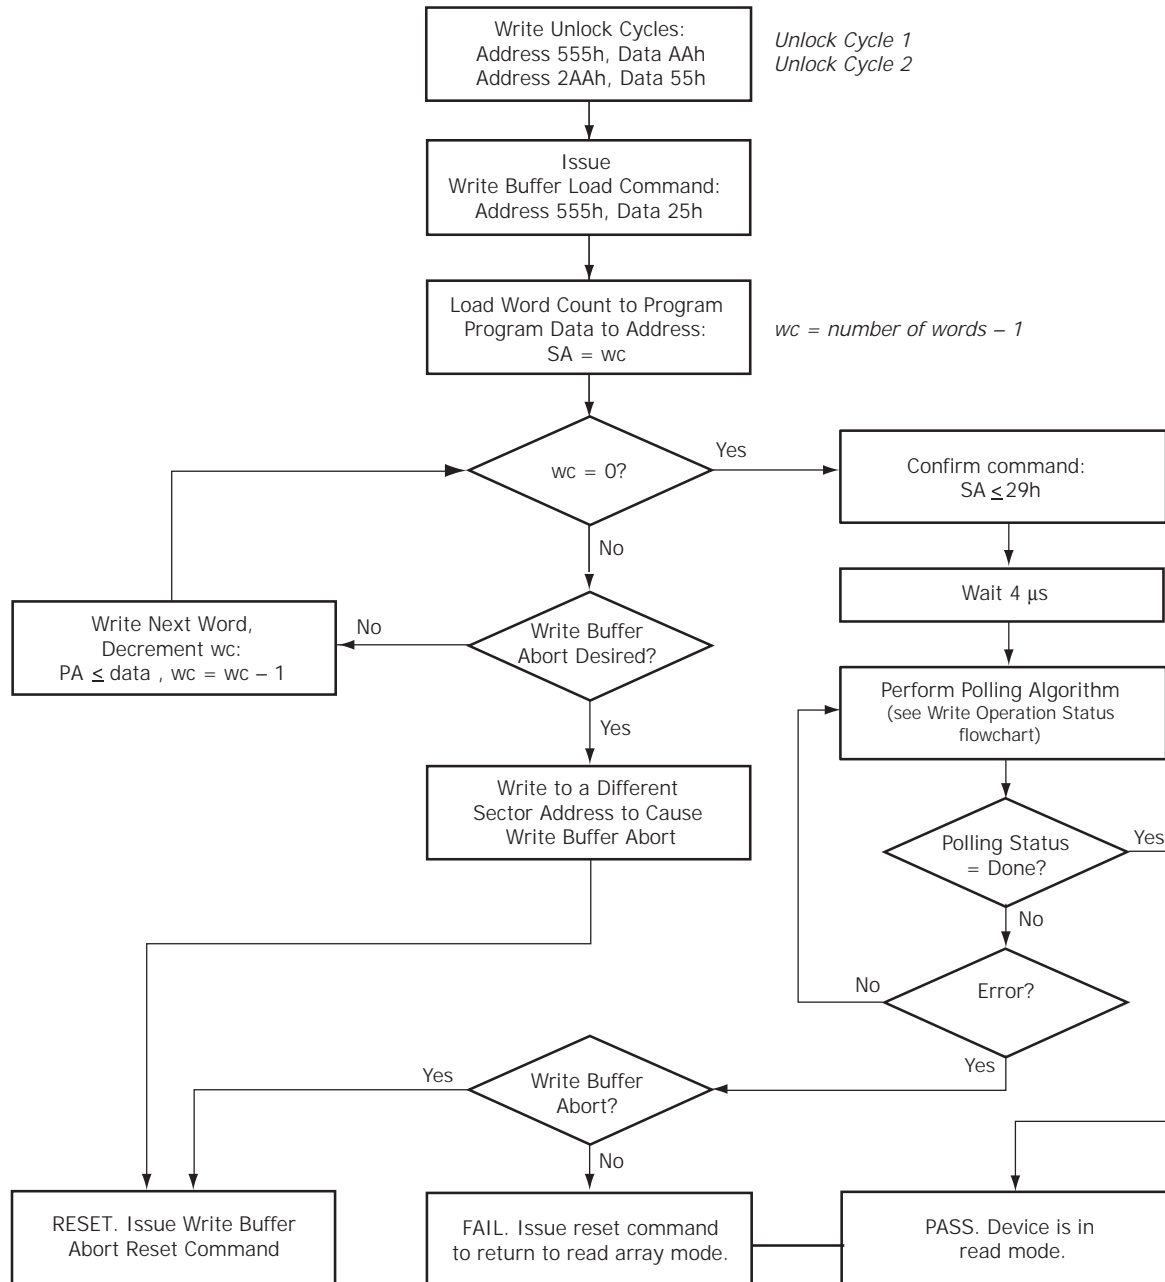 Write Unlock Cycles:
Address 555h, Data AAh
Address 2AAh, Data 55h
Unlock Cycle 1
Unlock Cycle 2
Issue
Write Buffer Load Command:
Address 555h, Data 25h
Load Word Count to Program
Program Data to Address:
SA = wc
wc = number of words – 1
wc = 0?
Yes
Confirm command:
SA ≤ 29h
No
Wait 4 μs
Write Next Word,
Decrement wc:
PA ≤ data , wc = wc – 1
No
Write Buffer
Abort Desired?
Perform Polling Algorithm
(see Write Operation Status
flowchart)
Yes
Write to a Different
Sector Address to Cause
Write Buffer Abort
Polling Status
= Done?
Yes
No
No
Error?
Yes
Yes
Write Buffer
Abort?
No
RESET. Issue Write Buffer
Abort Reset Command
FAIL. Issue reset command
to return to read array mode.
PASS. Device is in
read mode.